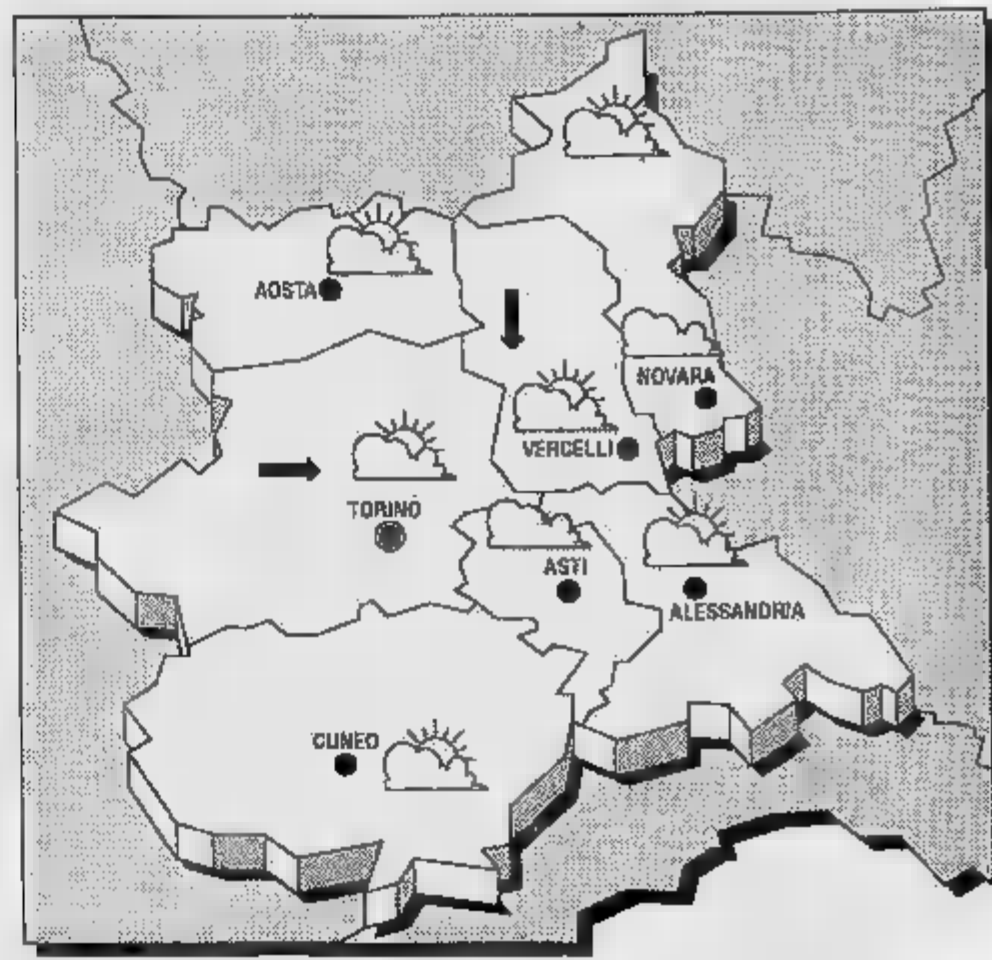 AOSTA
NOVARA
VERCELLI
TORINO
ASTI
ALESSANDRIA
CUNEO